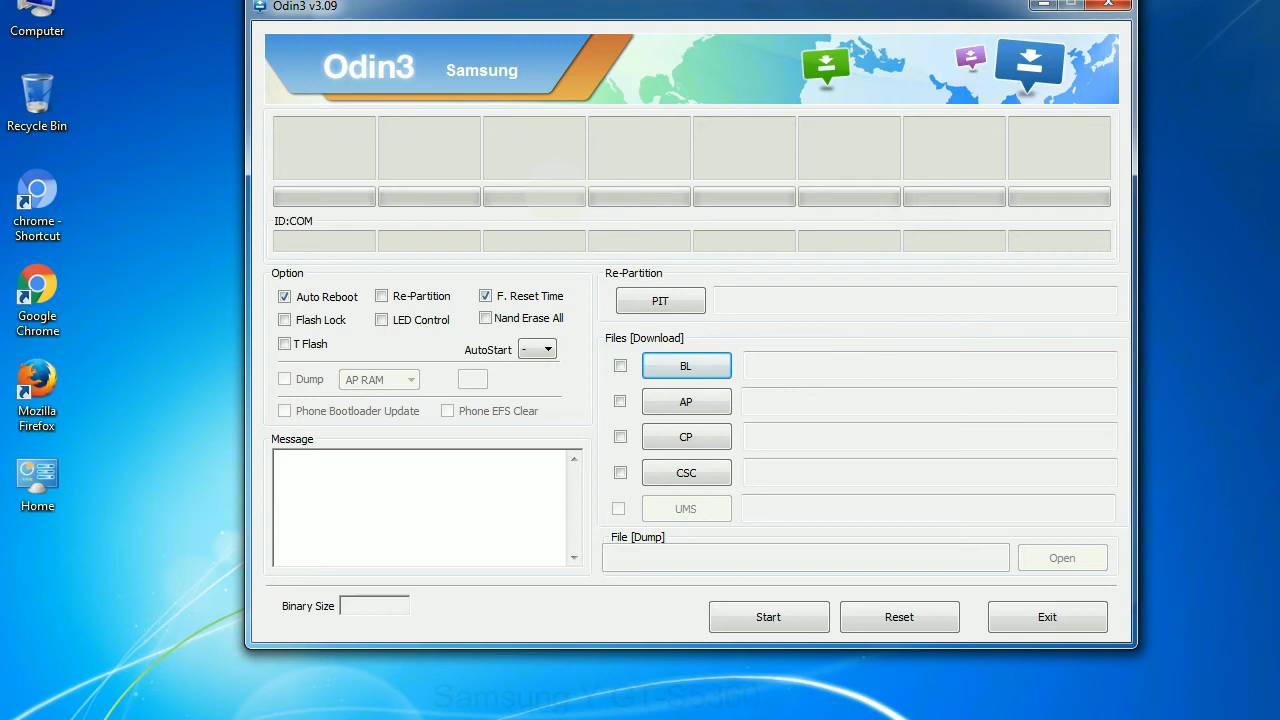 Odin3 v3.09
Computer
Recycle Bin
chrome -
Shortcut
Google
Chrome
Mozilla
Firefox
Home
Odin3 Samsung
ID:COM
Option
Auto Reboot Re-Partition F. Reset Time
Flash Lock LED Control Nand Erase All
T Flash AutoStart -
Dump AP RAM
Phone Bootloader Update Phone EFS Clear
Message
Re-Partition
PIT
Files [Download]
BL
AP
CP
CSC
UMS
File [Dump]
Open
Binary Size
Start Reset Exit
Samsung Y GT-S5360